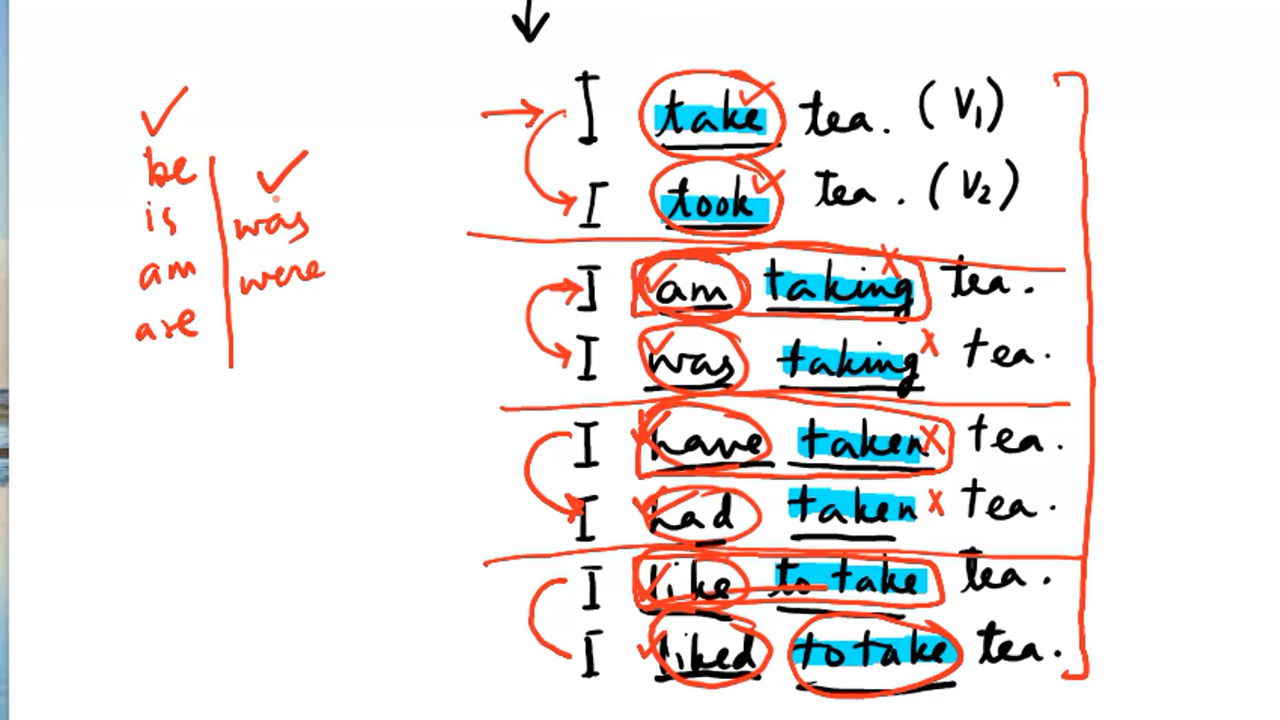 be
is
am
are
was
were
I take tea. (V1)
I took tea. (V2)
I am taking tea.
I was taking tea.
I have taken tea.
I had taken tea.
I like to take tea.
I liked to take tea.